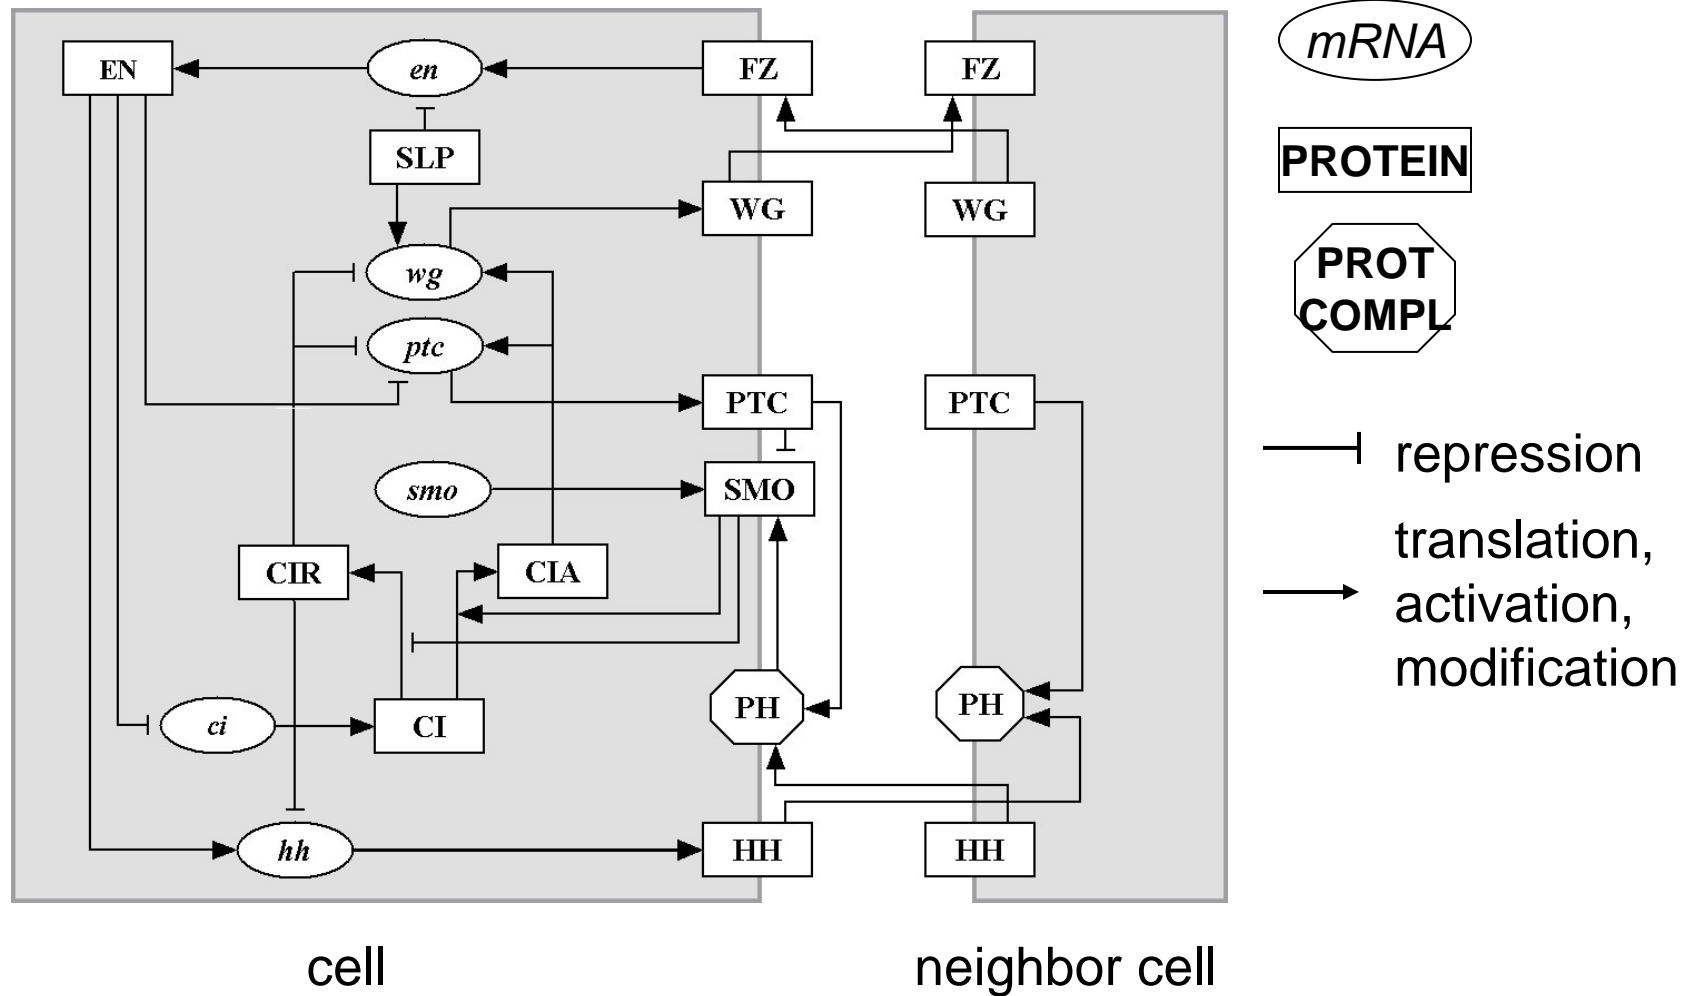 EN
en
FZ
FZ
SLP
WG
WG
wg
ptc
PTC
PTC
smo
SMO
CIR
CIA
ci
CI
PH
PH
hh
HH
HH
cell
neighbor cell
mRNA
PROTEIN
PROT
COMPL
repression
translation,
activation,
modification